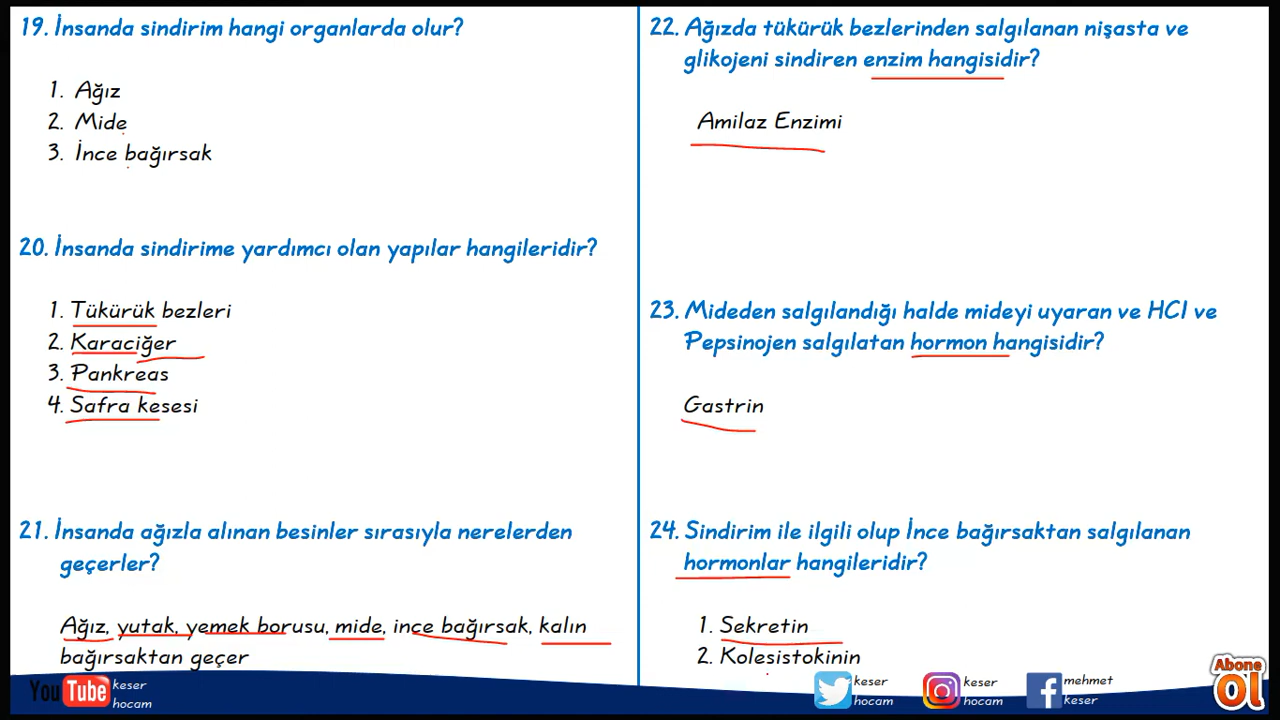 19. İnsanda sindirim hangi organlarda olur?
1. Ağız
2. Mide
3. İnce bağırsak
20. İnsanda sindirime yardımcı olan yapılar hangileridir?
1. Tükürük bezleri
2. Karaciğer
3. Pankreas
4. Safra kesesi
21. İnsanda ağızla alınan besinler sırasıyla nerelerden
geçerler?
Ağız, yutak, yemek borusu, mide, ince bağırsak, kalın
bağırsaktan geçer
22. Ağızda tükürük bezlerinden salgılanan nişasta ve
glikojeni sindiren enzim hangisidir?
Amilaz Enzimi
23. Mideden salgılandığı halde mideyi uyaran ve HCI ve
Pepsinojen salgılatan hormon hangisidir?
Gastrin
24. Sindirim ile ilgili olup İnce bağırsaktan salgılanan
hormonlar hangileridir?
1. Sekretin
2. Kolesistokinin
YouTube
keser
hocam
keser
hocam
keser
hocam
mehmet
keser
Abone
Ol